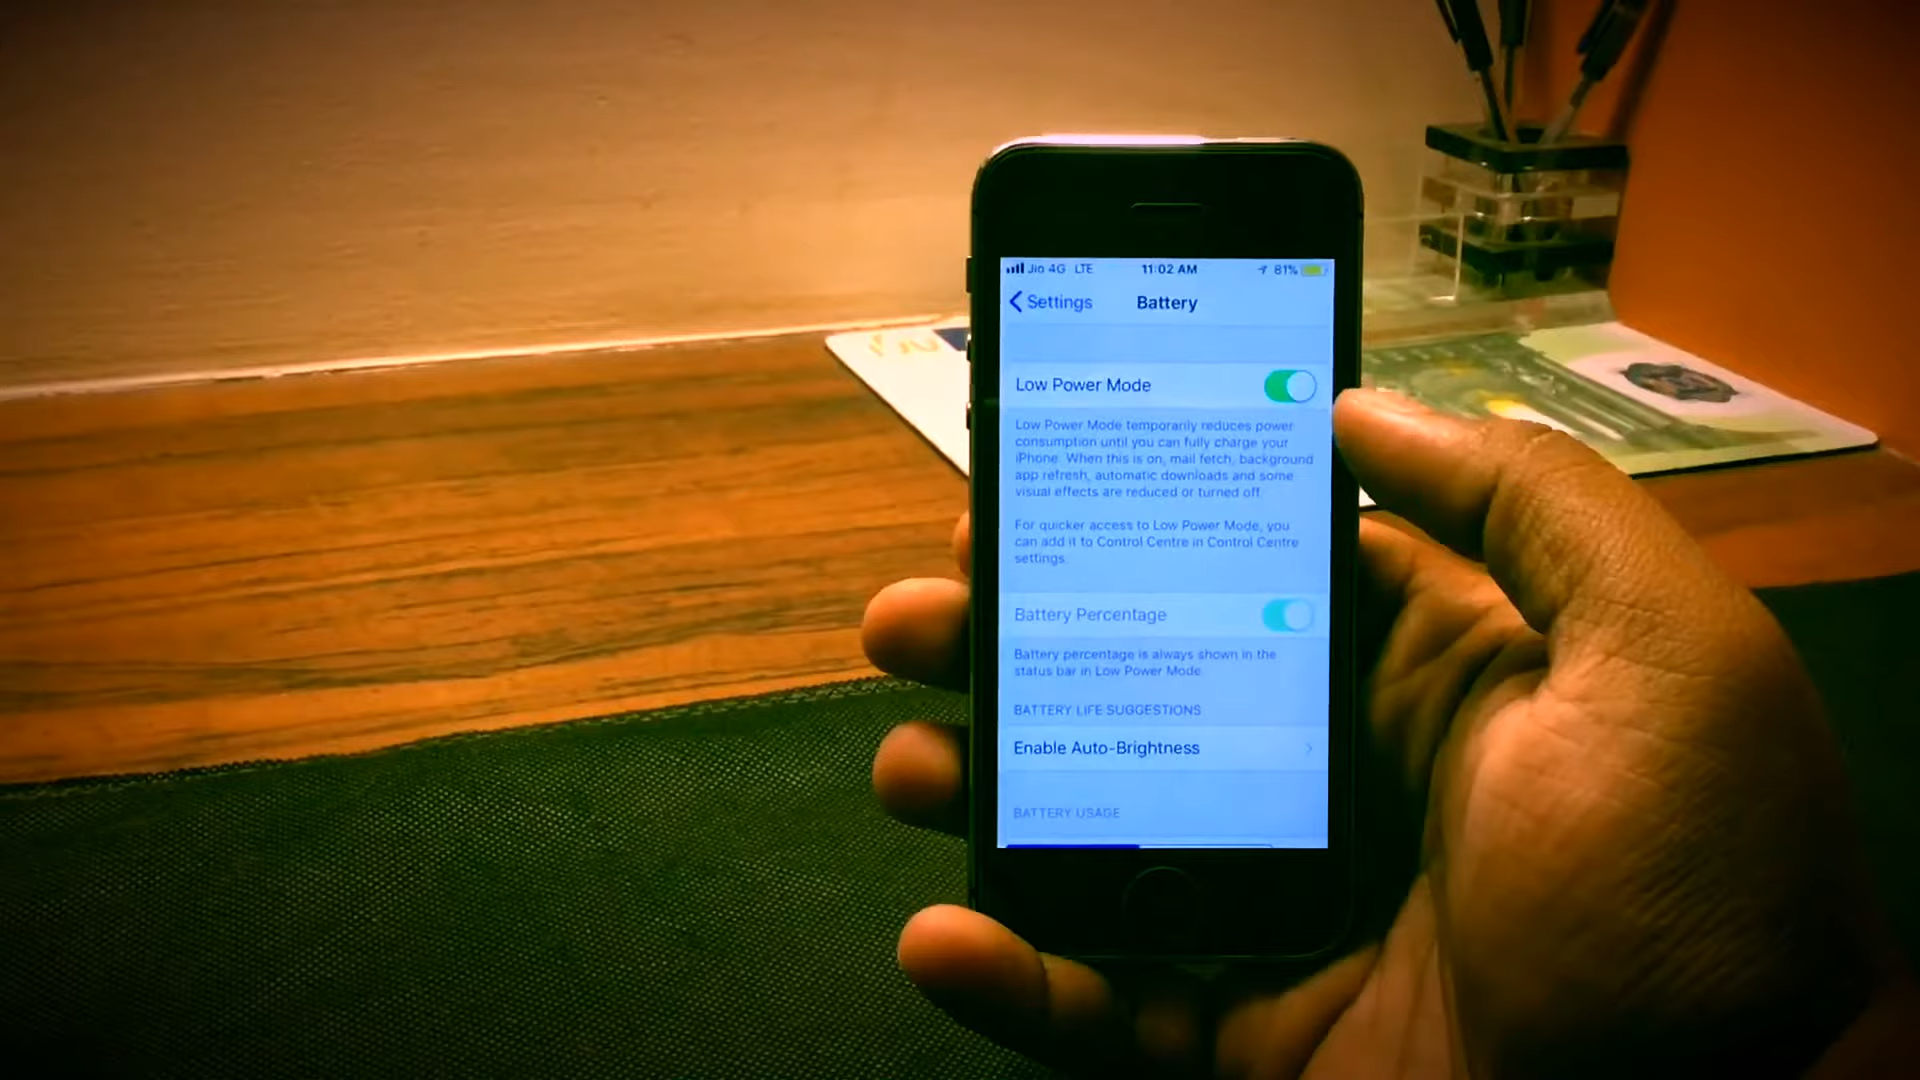 Jio 4G LTE 11:02 AM 81%
Settings Battery
Low Power Mode
Low Power Mode temporarily reduces power
consumption until you can fully charge your
iPhone. When this is on, mail fetch, background
app refresh, automatic downloads and some
visual effects are reduced or turned off.
For quicker access to Low Power Mode, you
can add it to Control Centre in Control Centre
settings.
Battery Percentage
Battery percentage is always shown in the
status bar in Low Power Mode.
BATTERY LIFE SUGGESTIONS
Enable Auto-Brightness
BATTERY USAGE